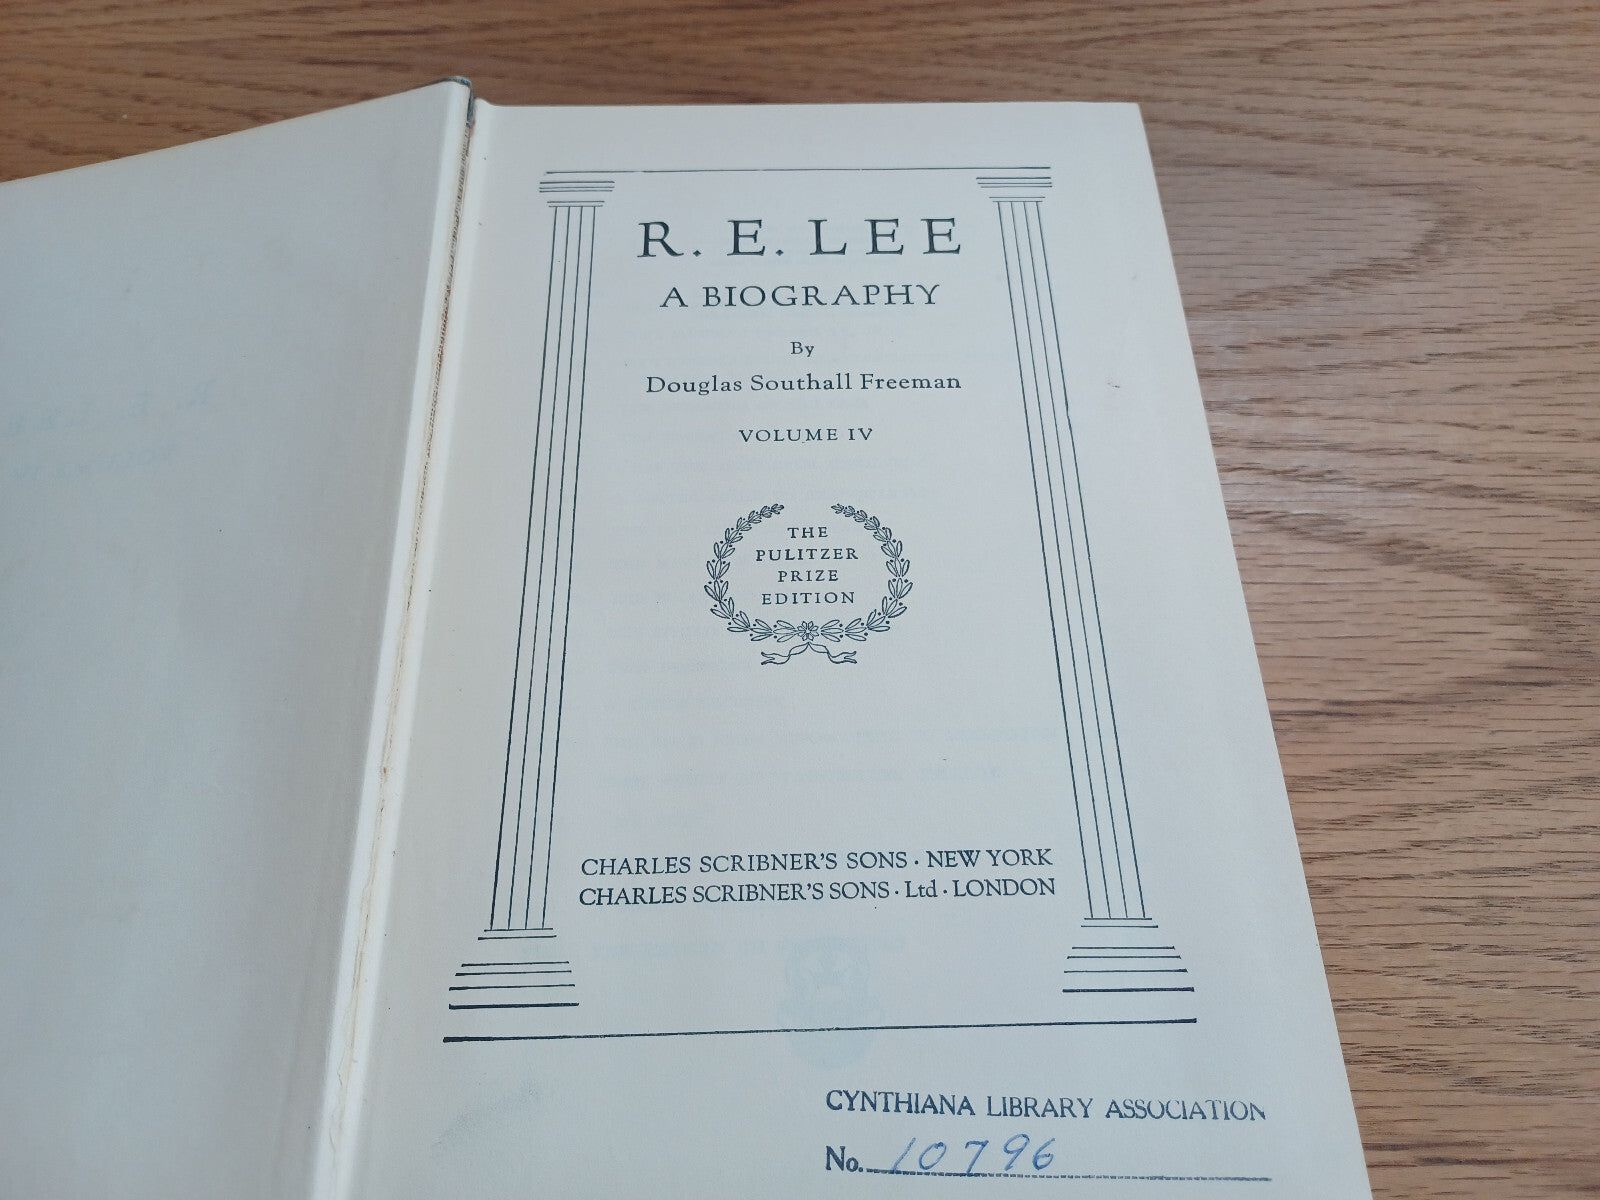 R. E. LEE
A BIOGRAPHY
By
Douglas Southall Freeman
VOLUME IV
THE
PULITZER
PRIZE
EDITION
CHARLES SCRIBNER'S SONS · NEW YORK
CHARLES SCRIBNER'S SONS · Ltd · LONDON
CYNTHIANA LIBRARY ASSOCIATION
No. 10796